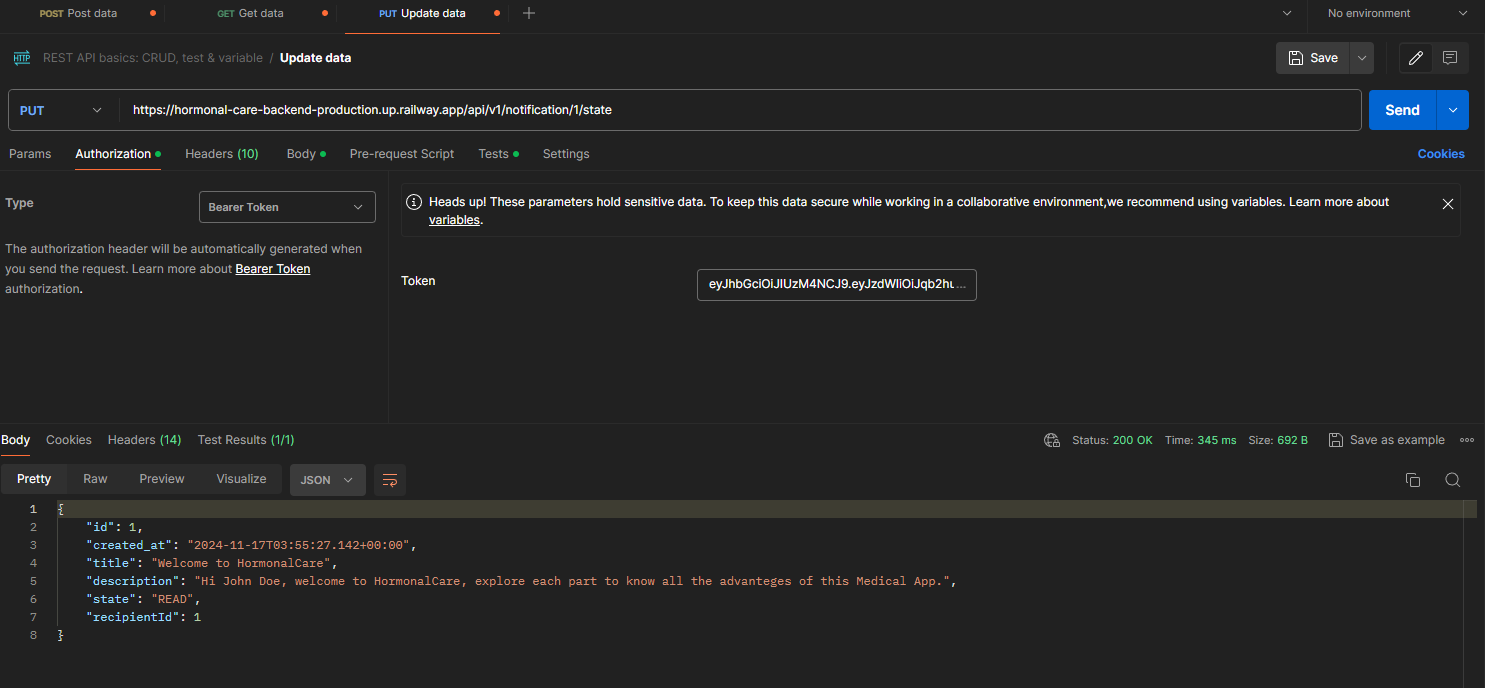 POST Post data
GET Get data
PUT Update data
No environment
HTTP REST API basics: CRUD, test & variable / Update data
Save
PUT
https://hormonal-care-backend-production.up.railway.app/api/v1/notification/1/state
Send
Params Authorization Headers (10) Body Pre-request Script Tests Settings Cookies
Type
Bearer Token
The authorization header will be automatically generated when
you send the request. Learn more about Bearer Token
authorization.
Heads up! These parameters hold sensitive data. To keep this data secure while working in a collaborative environment,we recommend using variables. Learn more about
variables.
Token
eyJhbGciOiJIUzM4NCJ9.eyJzdWIiOiJqb2hu...
Body Cookies Headers (14) Test Results (1/1)
Status: 200 OK Time: 345 ms Size: 692 B Save as example
Pretty Raw Preview Visualize JSON
1 {
2 "id": 1,
3 "created_at": "2024-11-17T03:55:27.142+00:00",
4 "title": "Welcome to HormonalCare",
5 "description": "Hi John Doe, welcome to HormonalCare, explore each part to know all the advanteges of this Medical App.",
6 "state": "READ",
7 "recipientId": 1
8 }